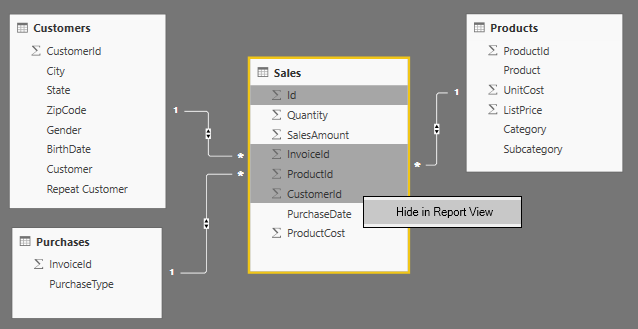 Customers
Σ CustomerId
City
State
ZipCode
Gender
BirthDate
Customer
Repeat Customer
Purchases
Σ InvoiceId
PurchaseType
1
*
1
*
Sales
Σ Id
Σ Quantity
Σ SalesAmount
Σ InvoiceId
Σ ProductId
Σ CustomerId
PurchaseDate
Σ ProductCost
Hide in Report View
*
1
Products
Σ ProductId
Product
Σ UnitCost
Σ ListPrice
Category
Subcategory